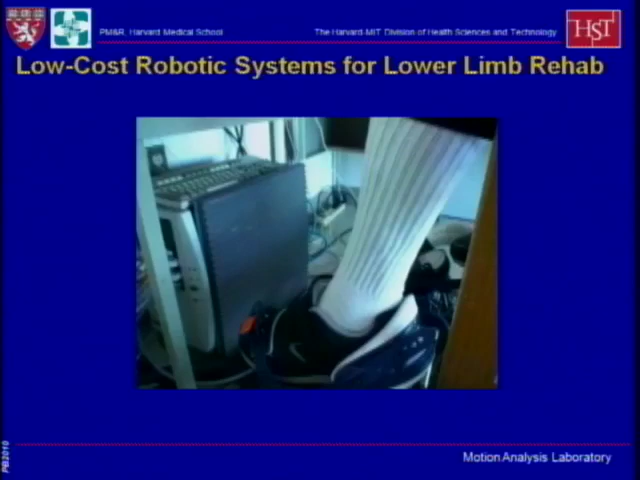 PM&R, Harvard Medical School
The Harvard-MIT Division of Health Sciences and Technology
HST
Low-Cost Robotic Systems for Lower Limb Rehab
PB2010
Motion Analysis Laboratory